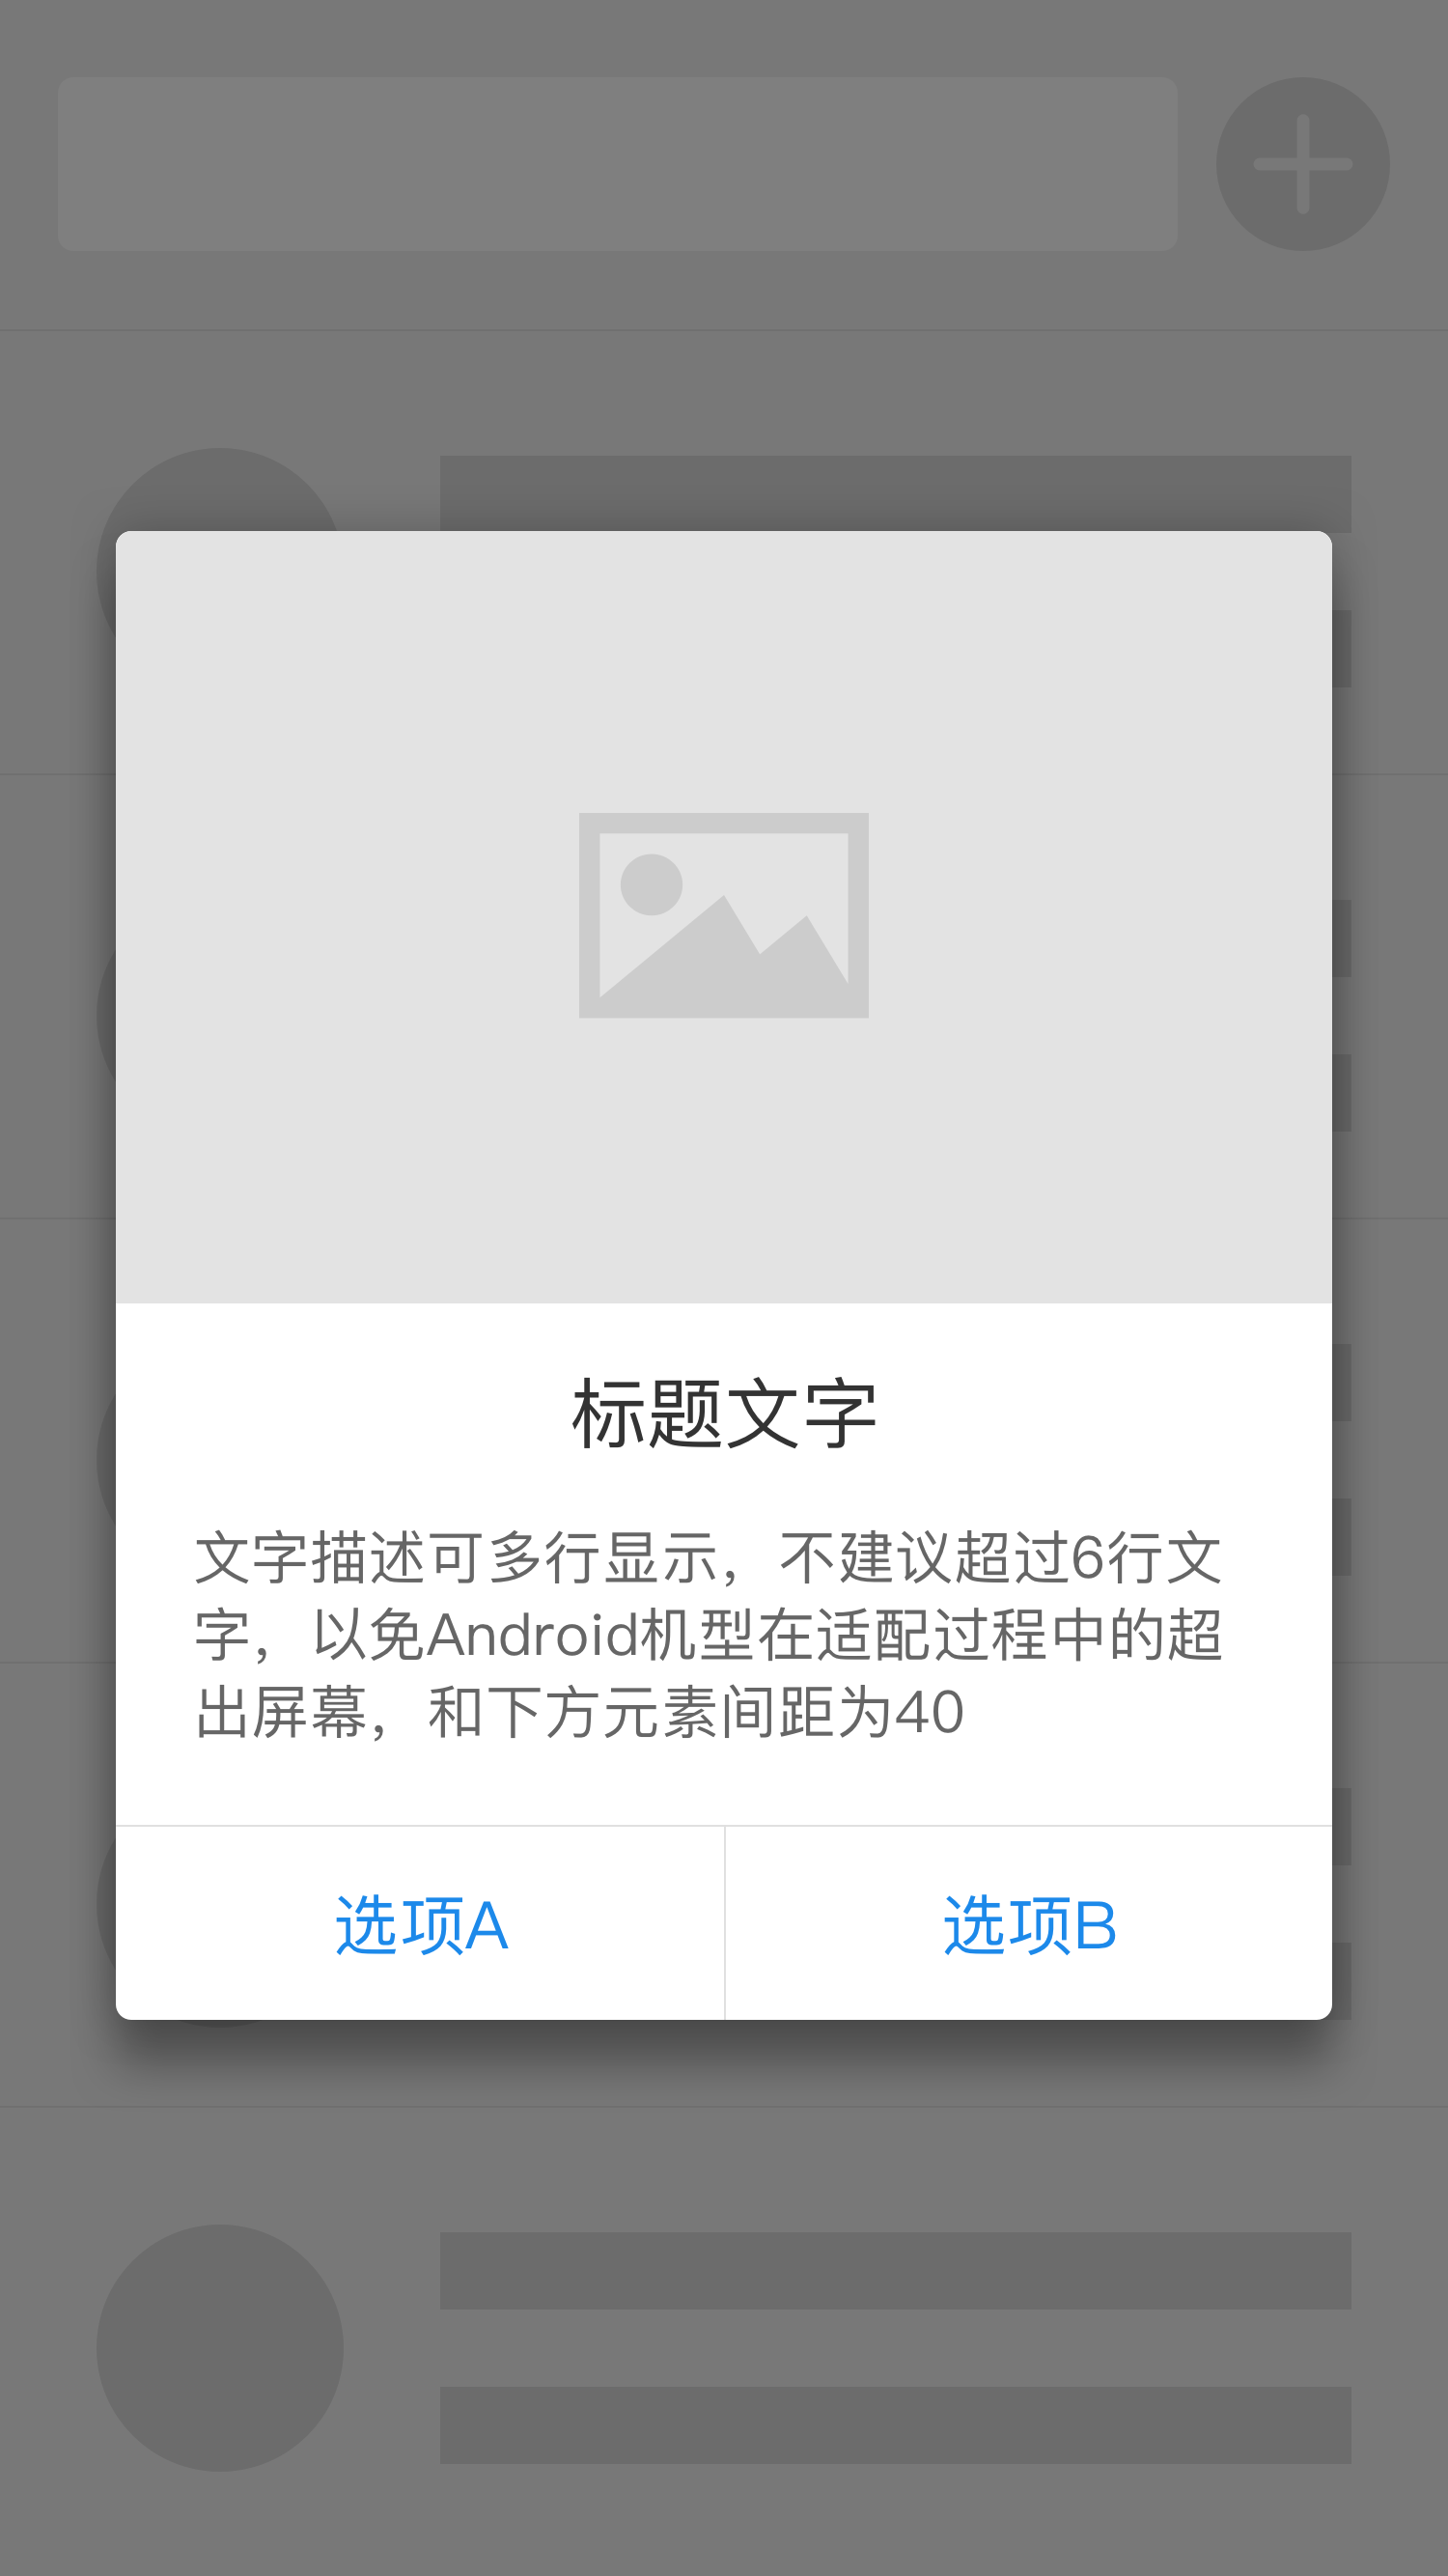 标题文字
文字描述可多行显示，不建议超过6行文
字，以免Android机型在适配过程中的超
出屏幕，和下方元素间距为40
选项A
选项B